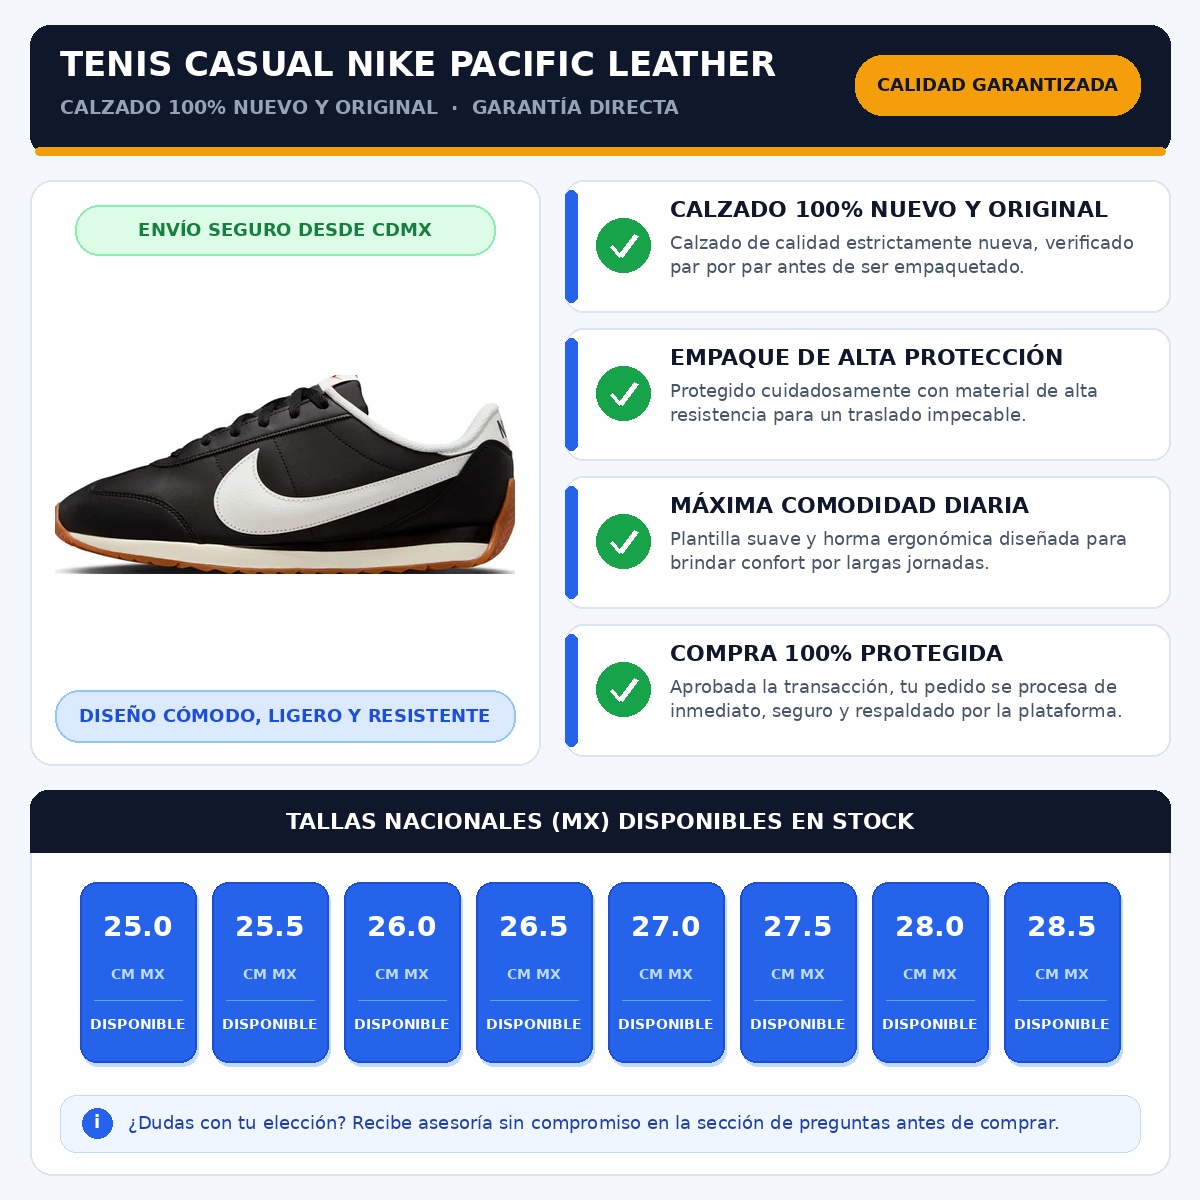 TENIS CASUAL NIKE PACIFIC LEATHER
CALZADO 100% NUEVO Y ORIGINAL · GARANTÍA DIRECTA
CALIDAD GARANTIZADA
ENVÍO SEGURO DESDE CDMX
DISEÑO CÓMODO, LIGERO Y RESISTENTE
CALZADO 100% NUEVO Y ORIGINAL
Calzado de calidad estrictamente nueva, verificado
par por par antes de ser empaquetado.
EMPAQUE DE ALTA PROTECCIÓN
Protegido cuidadosamente con material de alta
resistencia para un traslado impecable.
MÁXIMA COMODIDAD DIARIA
Plantilla suave y horma ergonómica diseñada para
brindar confort por largas jornadas.
COMPRA 100% PROTEGIDA
Aprobada la transacción, tu pedido se procesa de
inmediato, seguro y respaldado por la plataforma.
TALLAS NACIONALES (MX) DISPONIBLES EN STOCK
25.0 25.5 26.0 26.5 27.0 27.5 28.0 28.5
CM MX CM MX CM MX CM MX CM MX CM MX CM MX CM MX
DISPONIBLE DISPONIBLE DISPONIBLE DISPONIBLE DISPONIBLE DISPONIBLE DISPONIBLE DISPONIBLE
i ¿Dudas con tu elección? Recibe asesoría sin compromiso en la sección de preguntas antes de comprar.